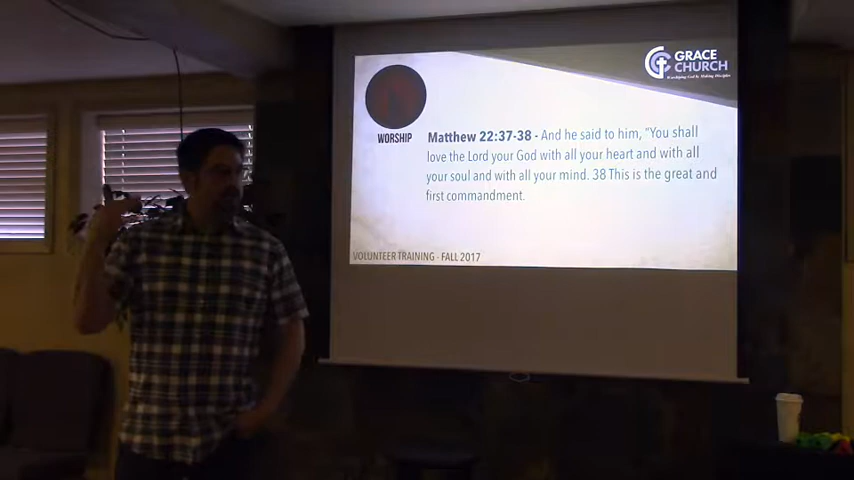 GRACE
CHURCH
WORSHIP
Matthew 22:37-38 - And he said to him, "You shall
love the Lord your God with all your heart and with all
your soul and with all your mind. 38 This is the great and
first commandment.
VOLUNTEER TRAINING - FALL 2017